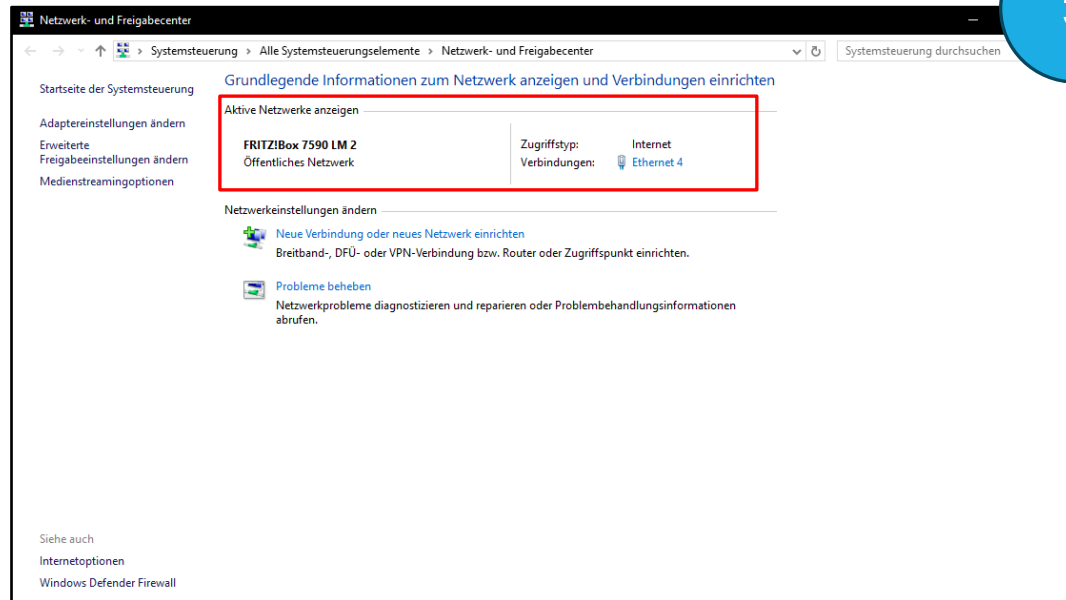 Netzwerk- und Freigabecenter
Systemsteuerung > Alle Systemsteuerungselemente > Netzwerk- und Freigabecenter
Systemsteuerung durchsuchen
Startseite der Systemsteuerung
Adaptereinstellungen ändern
Erweiterte
Freigabeeinstellungen ändern
Medienstreamingoptionen
Grundlegende Informationen zum Netzwerk anzeigen und Verbindungen einrichten
Aktive Netzwerke anzeigen
FRITZ!Box 7590 LM 2
Öffentliches Netzwerk
Zugriffstyp: Internet
Verbindungen: Ethernet 4
Netzwerkeinstellungen ändern
Neue Verbindung oder neues Netzwerk einrichten
Breitband-, DFÜ- oder VPN-Verbindung bzw. Router oder Zugriffspunkt einrichten.
Probleme beheben
Netzwerkprobleme diagnostizieren und reparieren oder Problembehandlungsinformationen
abrufen.
Siehe auch
Internetoptionen
Windows Defender Firewall